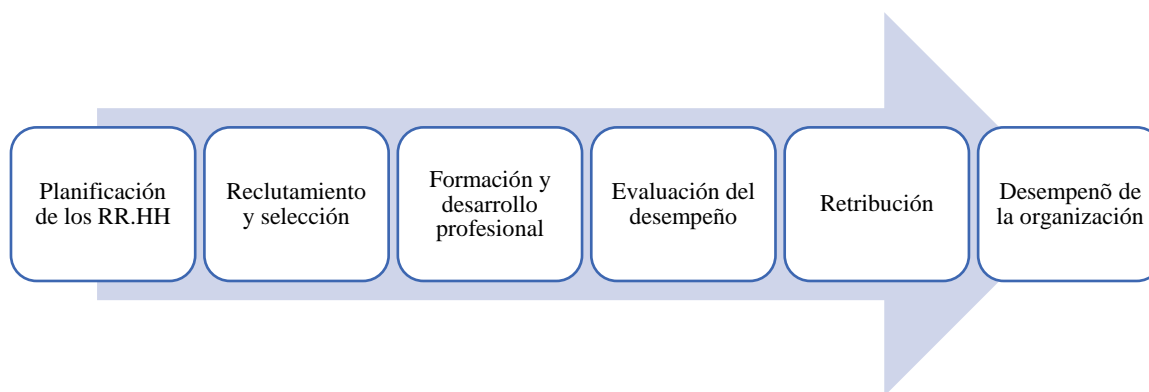 Planificación
de los RR.HH
Reclutamiento
y selección
Formación y
desarrollo
profesional
Evaluación del
desempeño
Retribución
Desempenõ de
la organización